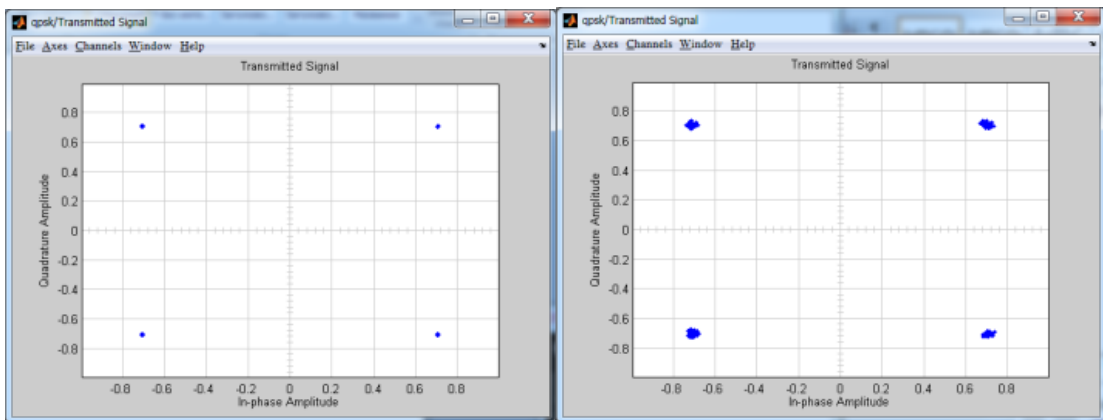 qpsk/Transmitted Signal
File Axes Channels Window Help
Transmitted Signal
Quadrature Amplitude
0.8
0.6
0.4
0.2
0
-0.2
-0.4
-0.6
-0.8
-0.8 -0.6 -0.4 -0.2 0 0.2 0.4 0.6 0.8
In-phase Amplitude
qpsk/Transmitted Signal
File Axes Channels Window Help
Transmitted Signal
Quadrature Amplitude
0.8
0.6
0.4
0.2
0
-0.2
-0.4
-0.6
-0.8
-0.8 -0.6 -0.4 -0.2 0 0.2 0.4 0.6 0.8
In-phase Amplitude